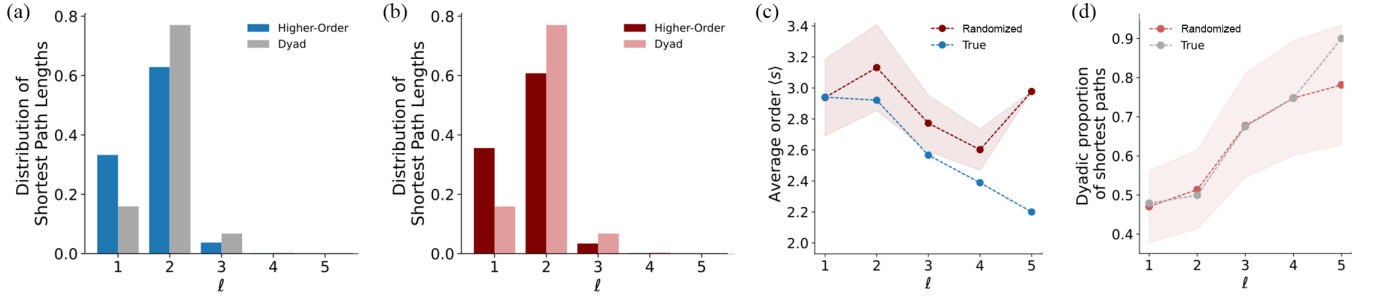 (a)
Distribution of
Shortest Path Lengths
0.8
0.6
0.4
0.2
0.0
Higher-Order
Dyad
1 2 3 4 5
ℓ
(b)
Distribution of
Shortest Path Lengths
0.8
0.6
0.4
0.2
0.0
Higher-Order
Dyad
1 2 3 4 5
ℓ
(c)
Average order ⟨s⟩
3.4
3.2
3.0
2.8
2.6
2.4
2.2
2.0
Randomized
True
1 2 3 4 5
ℓ
(d)
Dyadic proportion
of shortest paths
0.9
0.8
0.7
0.6
0.5
0.4
Randomized
True
1 2 3 4 5
ℓ